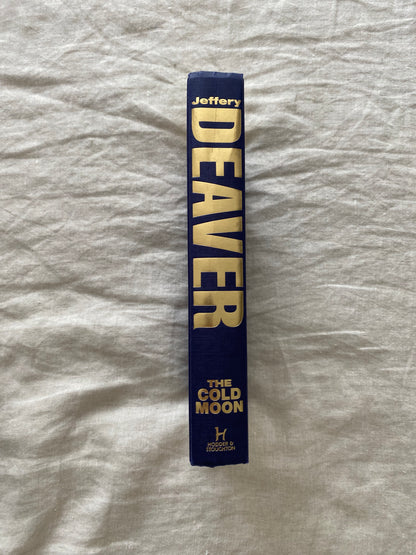 Jeffery
DEAVER
THE
COLD
MOON
HODDER &
STOUGHTON